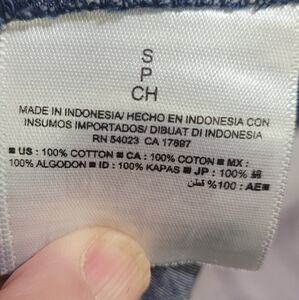 S
P
CH
MADE IN INDONESIA/ HECHO EN INDONESIA CON
INSUMOS IMPORTADOS/ DIBUAT DI INDONESIA
RN 54023 CA 17897
■ US : 100% COTTON ■ CA : 100% COTON ■ MX :
100% ALGODON ■ ID : 100% KAPAS ■ JP : 100% 綿
■ AE : 100% قطن